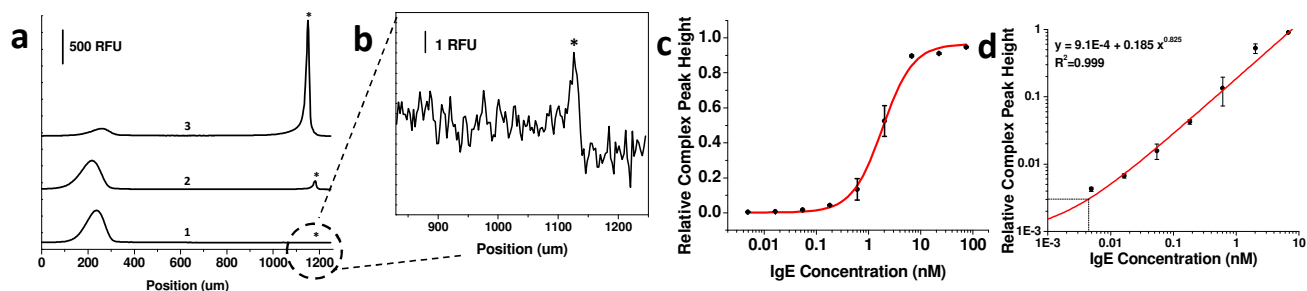 a
500 RFU
*
3
*
2
*
1
0 200 400 600 800 1000 1200
Position (um)
b
1 RFU
*
900 1000 1100 1200
Position (um)
c
Relative Complex Peak Height
1.0
0.8
0.6
0.4
0.2
0.0
0.01 0.1 1 10 100
IgE Concentration (nM)
d
Relative Complex Peak Height
y = 9.1E-4 + 0.185 x^0.825
R^2=0.999
1
0.1
0.01
1E-3
1E-3 0.01 0.1 1 10
IgE Concentration (nM)